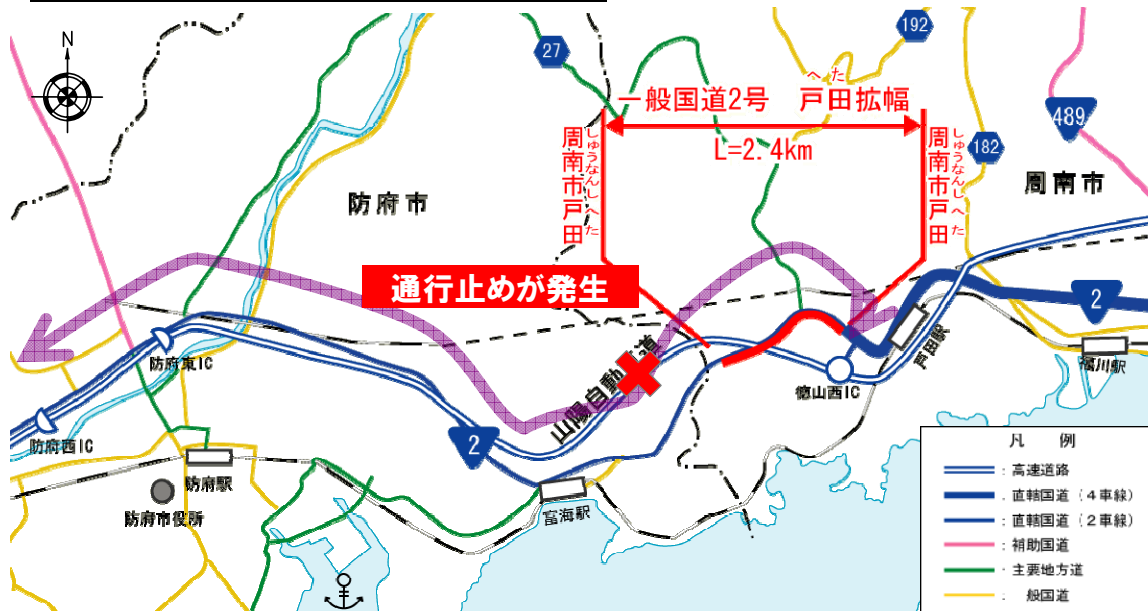 N
27
192
へた
一般国道2号 戸田拡幅
489
L=2.4km
182
周南市戸田
しゅうなんしへた
周南市戸田
しゅうなんしへた
周南市
防府市
通行止めが発生
2
山陽自動車道
防府東IC
戸田駅
福川駅
徳山西IC
防府西IC
2
防府駅
富海駅
防府市役所
凡 例
：高速道路
：直轄国道（４車線）
：直轄国道（２車線）
：補助国道
：主要地方道
：一般国道